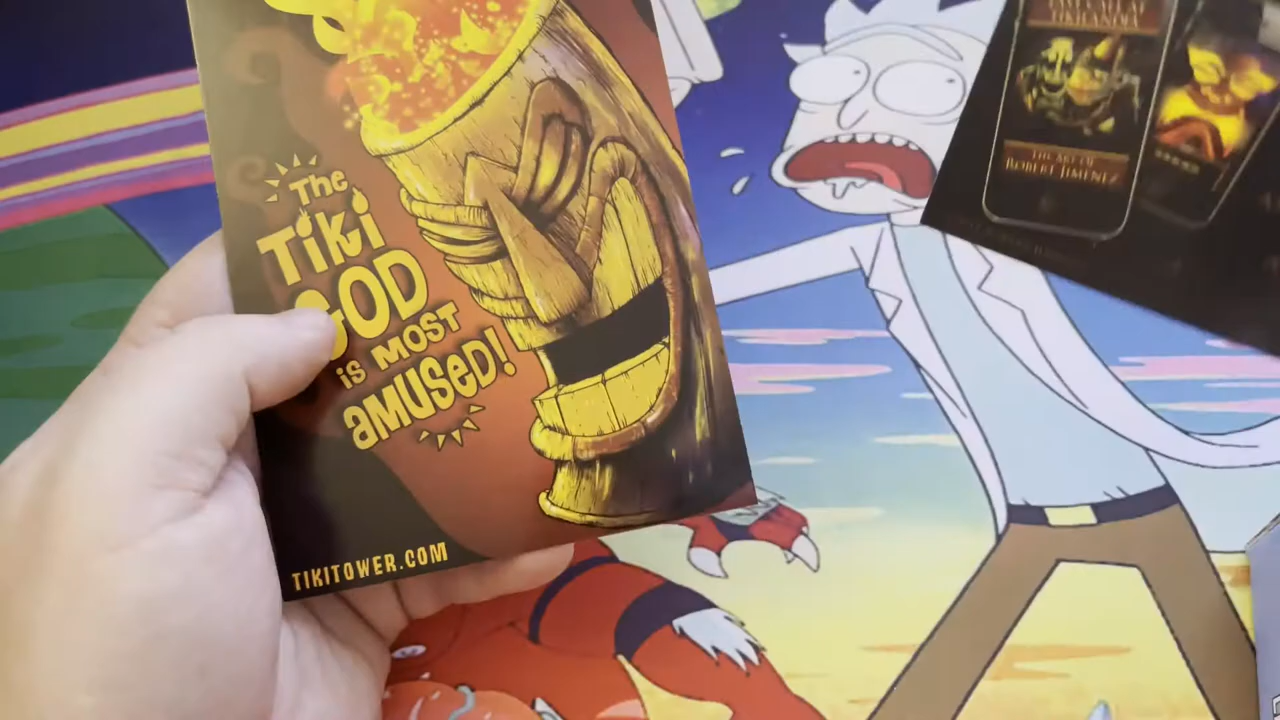 The
Tiki
GOD
is MOST
aMUSeD!
TIKITOWER.COM
THE ART OF
ROBERT JIMENEZ